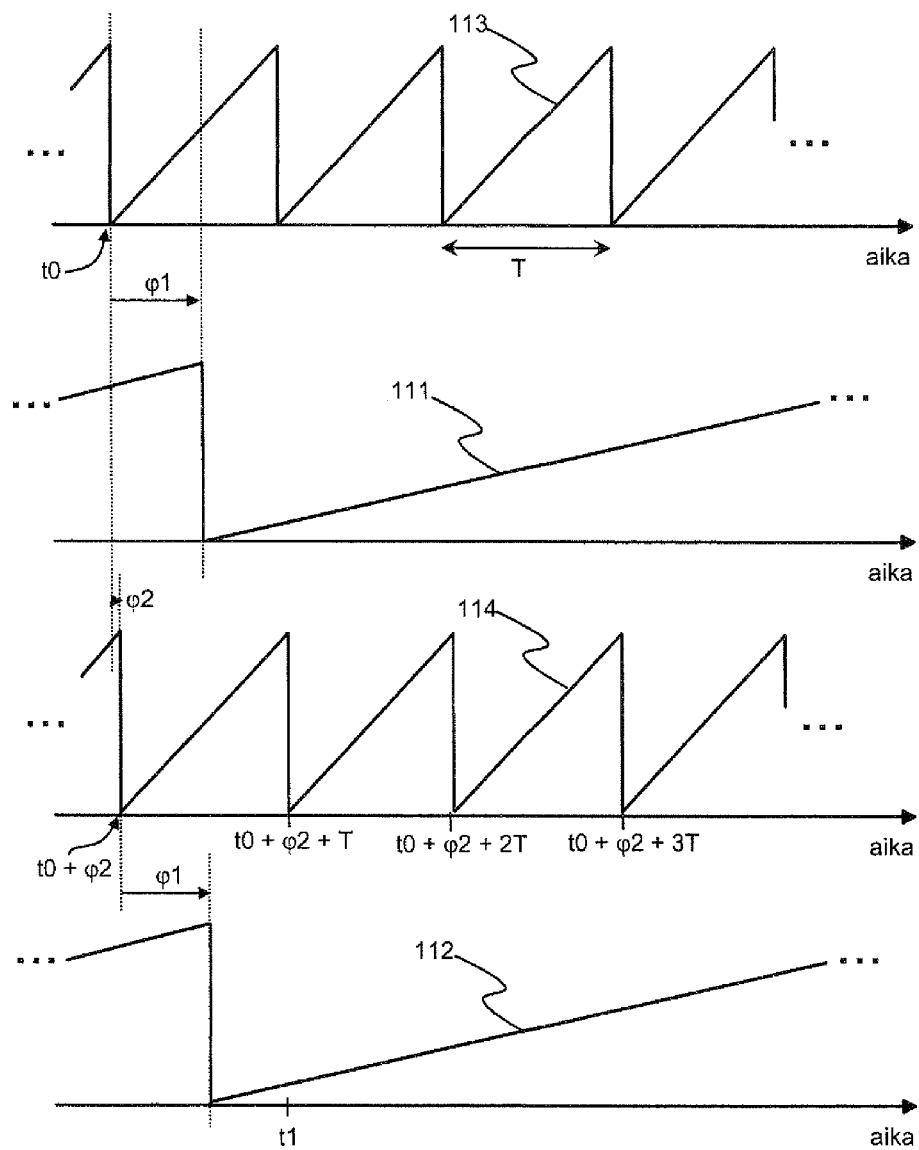 113
...
...
t0
T
aika
φ1
...
111
...
aika
φ2
114
...
...
t0 + φ2
t0 + φ2 + T
t0 + φ2 + 2T
t0 + φ2 + 3T
aika
φ1
...
112
...
t1
aika